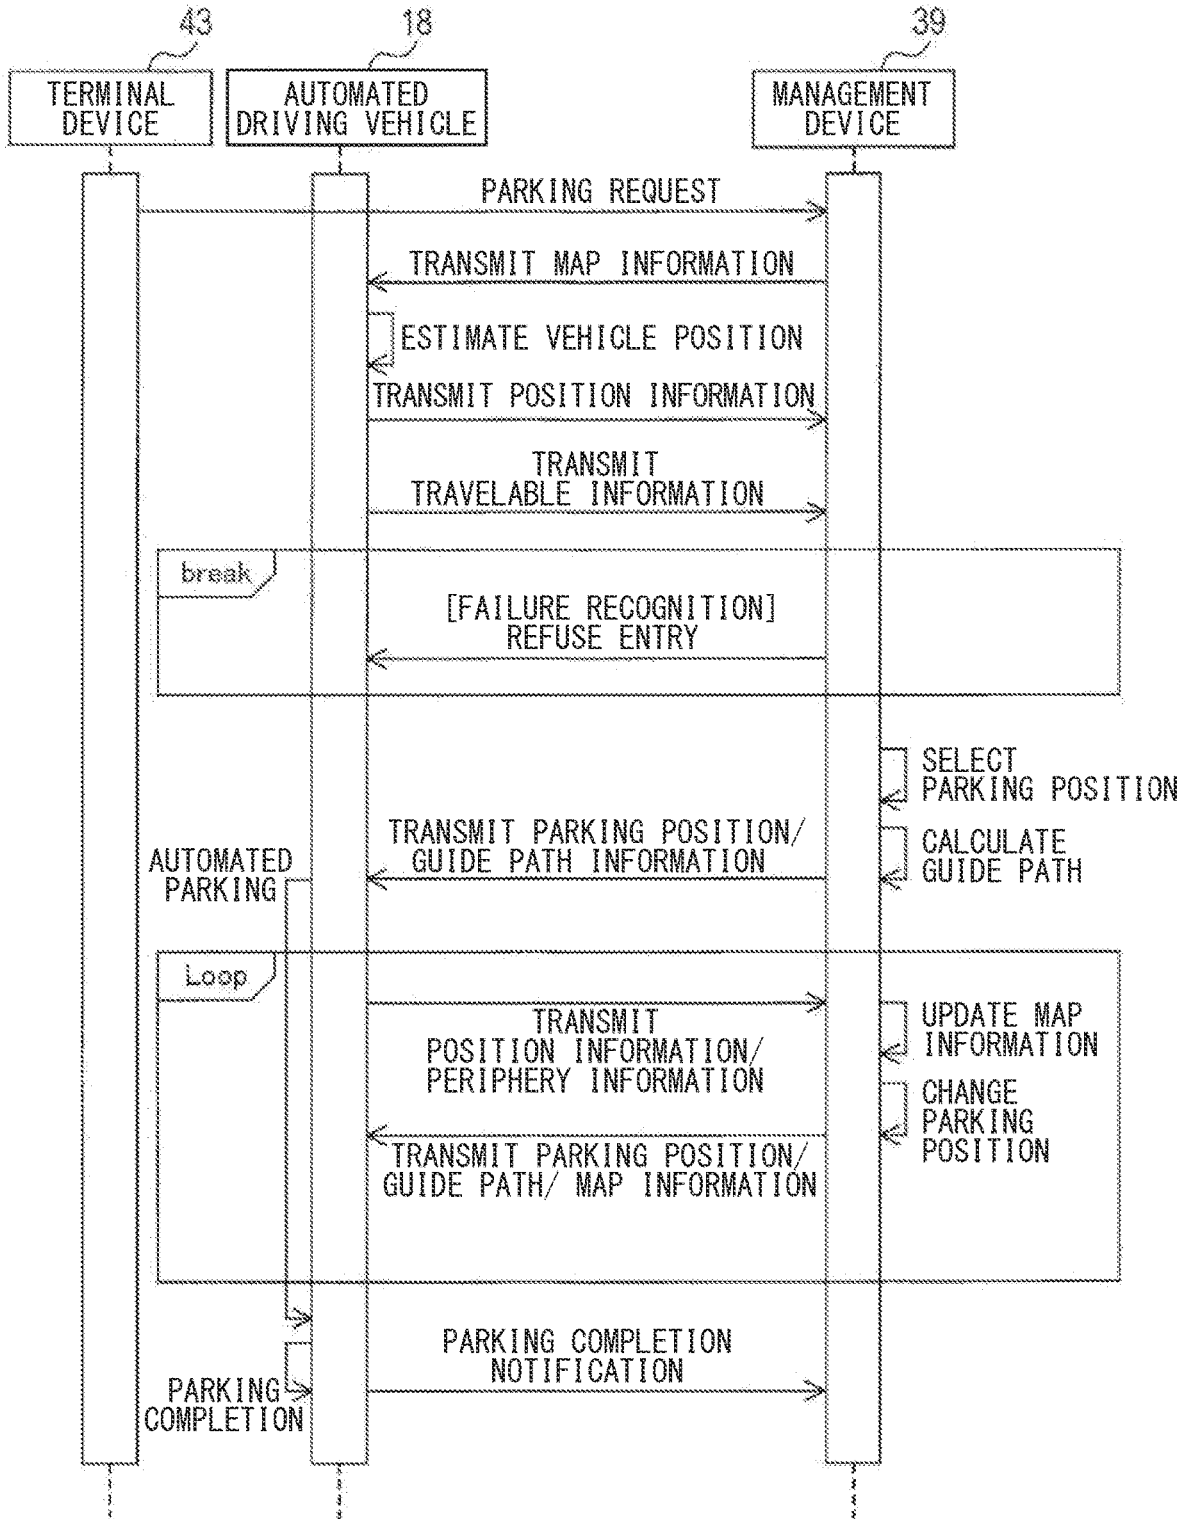 43
18
39
TERMINAL
DEVICE
AUTOMATED
DRIVING VEHICLE
MANAGEMENT
DEVICE
PARKING REQUEST
TRANSMIT MAP INFORMATION
ESTIMATE VEHICLE POSITION
TRANSMIT POSITION INFORMATION
TRANSMIT
TRAVELABLE INFORMATION
break
[FAILURE RECOGNITION]
REFUSE ENTRY
SELECT
PARKING POSITION
TRANSMIT PARKING POSITION/
GUIDE PATH INFORMATION
CALCULATE
GUIDE PATH
AUTOMATED
PARKING
Loop
TRANSMIT
POSITION INFORMATION/
PERIPHERY INFORMATION
UPDATE MAP
INFORMATION
CHANGE
PARKING
POSITION
TRANSMIT PARKING POSITION/
GUIDE PATH/ MAP INFORMATION
PARKING COMPLETION
NOTIFICATION
PARKING
COMPLETION